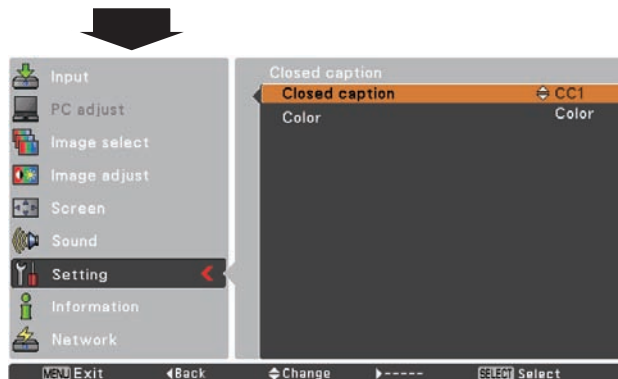 Input
PC adjust
Image select
Image adjust
Screen
Sound
Setting
Information
Network
Closed caption
Closed caption CC1
Color Color
MENU Exit Back Change ----- SELECT Select